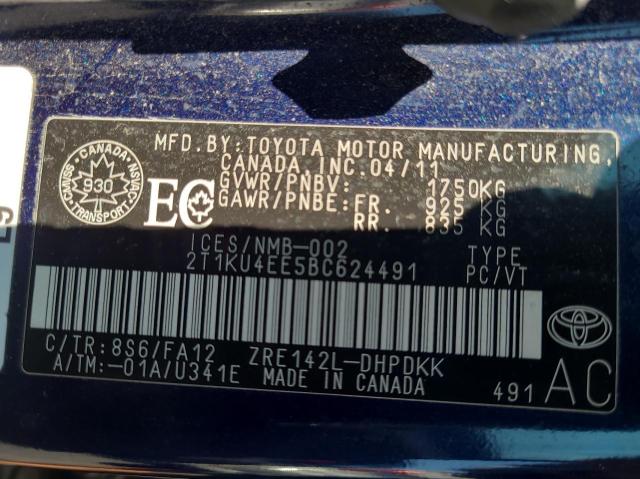 MFD. BY: TOYOTA MOTOR MANUFACTURING,
CANADA, INC. 04/11
GVWR/PNBV: 1750KG
GAWR/PNBE: FR. 925 KG
RR. 835 KG
CANADA
930
TRANSPORT
EC
ICES/NMB-002
2T1KU4EE5BC624491
TYPE
PC/VT
C/TR: 8S6/FA12 ZRE142L-DHPDKK
A/TM: -01A/U341E MADE IN CANADA
491 AC